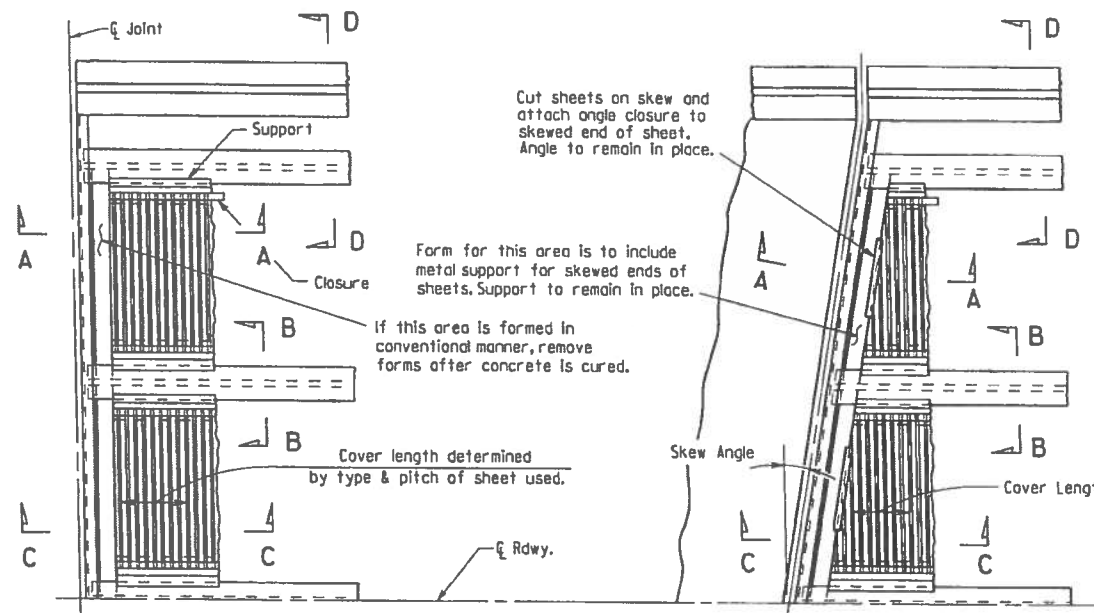 ℄ Joint
D
D
Support
Cut sheets on skew and
attach angle closure to
skewed end of sheet.
Angle to remain in place.
A
A
D
D
Closure
Form for this area is to include
metal support for skewed ends of
sheets. Support to remain in place.
A
A
If this area is formed in
conventional manner, remove
forms after concrete is cured.
B
B
B
B
Cover length determined
by type & pitch of sheet used.
Skew Angle
Cover Lengt
C
C
C
C
℄ Rdwy.